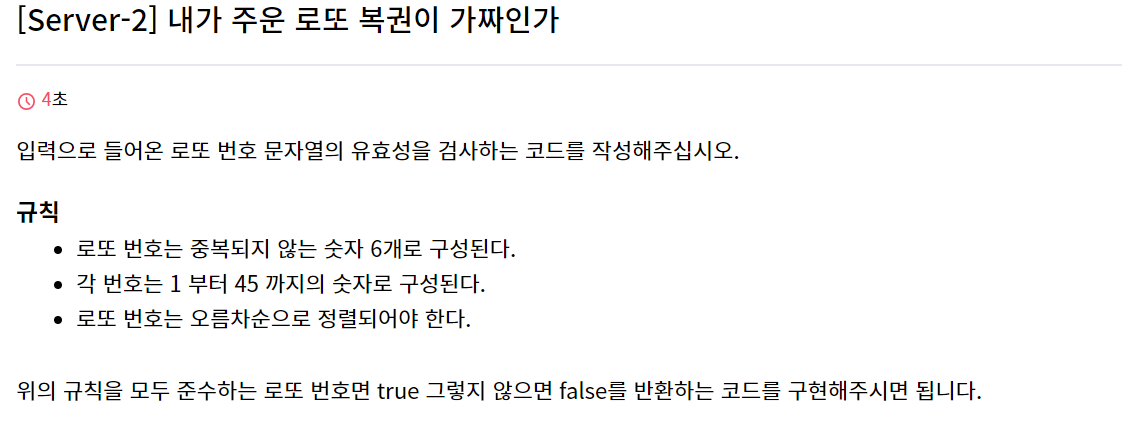 [Server-2] 내가 주운 로또 복권이 가짜인가
4초
입력으로 들어온 로또 번호 문자열의 유효성을 검사하는 코드를 작성해주십시오.
규칙
• 로또 번호는 중복되지 않는 숫자 6개로 구성된다.
• 각 번호는 1 부터 45 까지의 숫자로 구성된다.
• 로또 번호는 오름차순으로 정렬되어야 한다.
위의 규칙을 모두 준수하는 로또 번호면 true 그렇지 않으면 false를 반환하는 코드를 구현해주시면 됩니다.